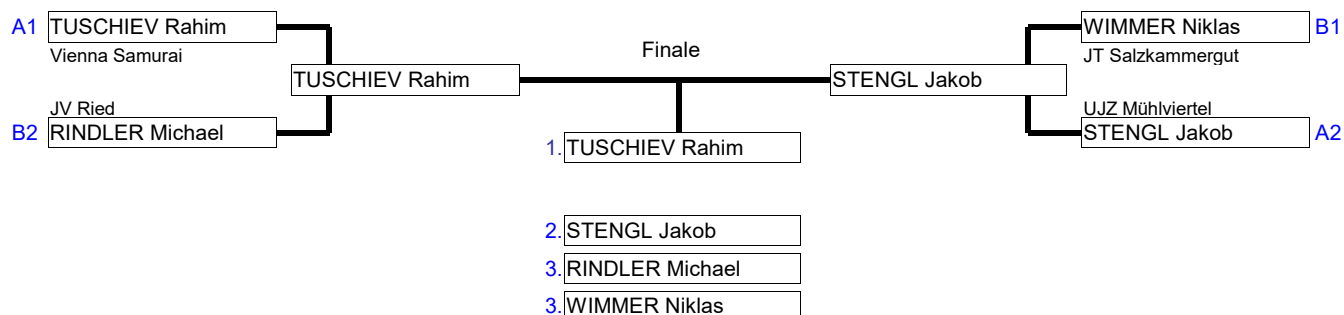 A1 TUSCHIEV Rahim
Vienna Samurai
WIMMER Niklas B1
JT Salzkammergut
Finale
TUSCHIEV Rahim
STENGL Jakob
JV Ried
B2 RINDLER Michael
UJZ Mühlviertel
STENGL Jakob A2
1. TUSCHIEV Rahim
2. STENGL Jakob
3. RINDLER Michael
3. WIMMER Niklas